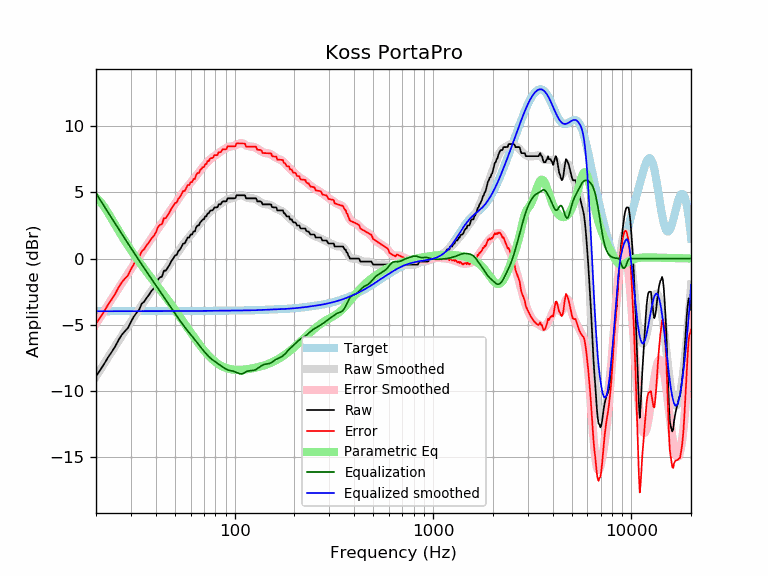 Koss PortaPro
10
5
0
−5
−10
−15
Amplitude (dBr)
Target
Raw Smoothed
Error Smoothed
Raw
Error
Parametric Eq
Equalization
Equalized smoothed
100
1000
10000
Frequency (Hz)